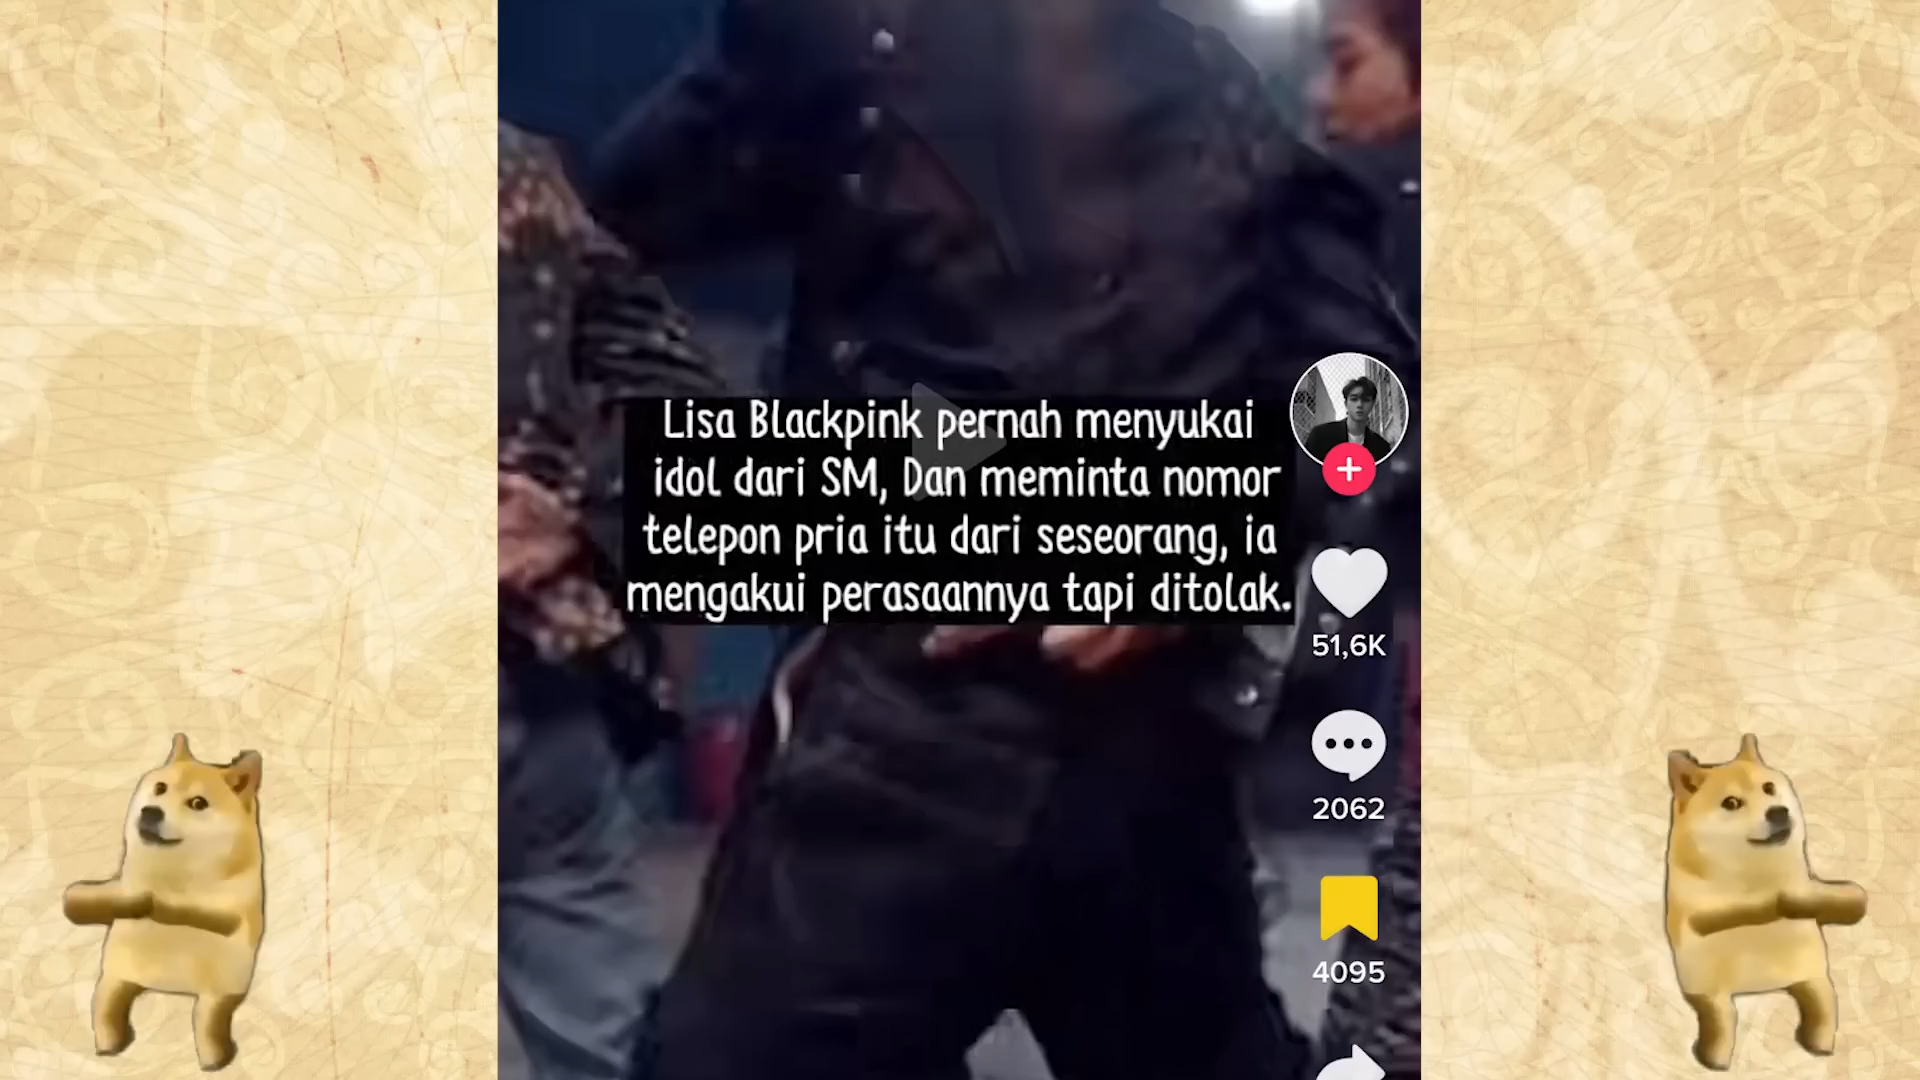 Lisa Blackpink pernah menyukai
idol dari SM, Dan meminta nomor
telepon pria itu dari seseorang, ia
mengakui perasaannya tapi ditolak.
51,6K
2062
4095